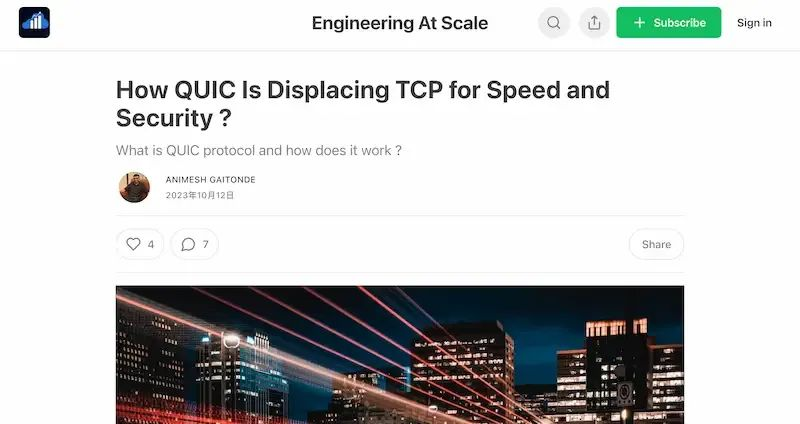 Engineering At Scale
Subscribe
Sign in
How QUIC Is Displacing TCP for Speed and
Security ?
What is QUIC protocol and how does it work ?
ANIMESH GAITONDE
2023年10月12日
4
7
Share